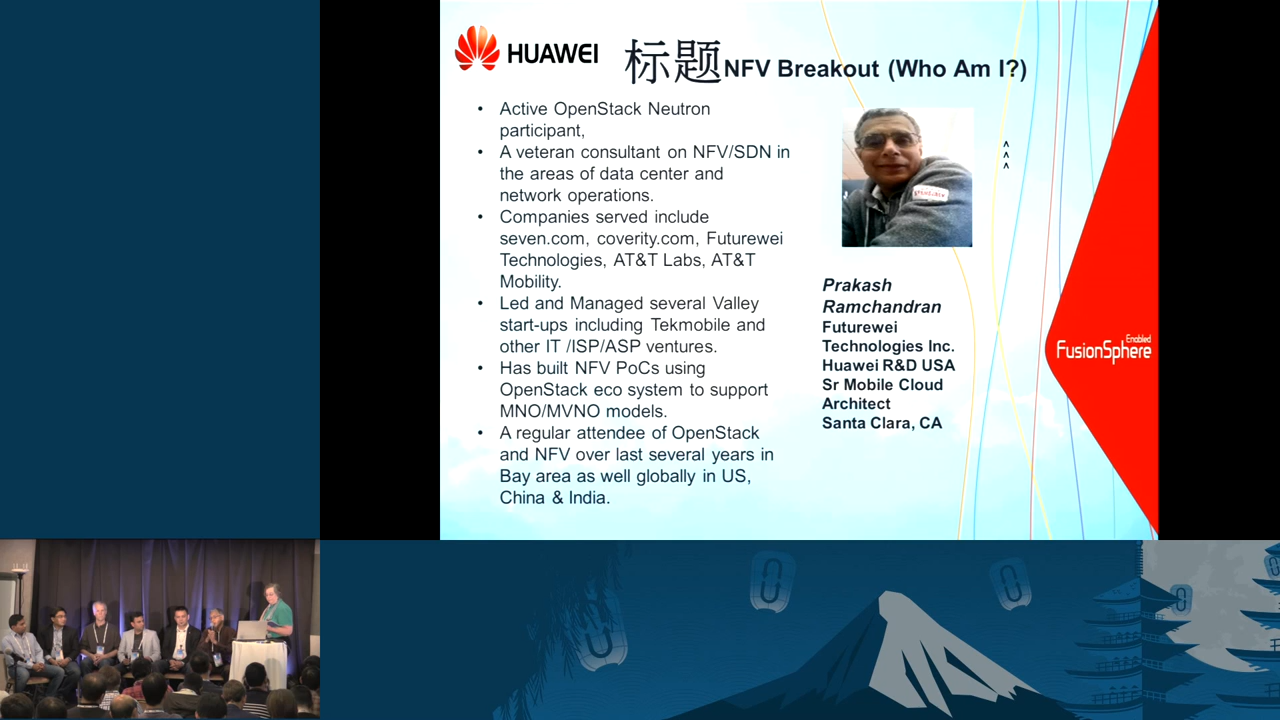 HUAWEI
标题NFV Breakout (Who Am I?)
• Active OpenStack Neutron
participant,
• A veteran consultant on NFV/SDN in
the areas of data center and
network operations.
• Companies served include
seven.com, coverity.com, Futurewei
Technologies, AT&T Labs, AT&T
Mobility.
• Led and Managed several Valley
start-ups including Tekmobile and
other IT /ISP/ASP ventures.
• Has built NFV PoCs using
OpenStack eco system to support
MNO/MVNO models.
• A regular attendee of OpenStack
and NFV over last several years in
Bay area as well globally in US,
China & India.
<<<
Prakash
Ramchandran
Futurewei
Technologies Inc.
Huawei R&D USA
Sr Mobile Cloud
Architect
Santa Clara, CA
Enabled
FusionSphere